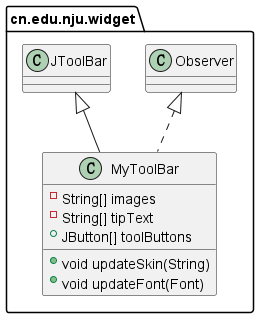 cn.edu.nju.widget
C JToolBar
C Observer
C MyToolBar
String[] images
String[] tipText
JButton[] toolButtons
void updateSkin(String)
void updateFont(Font)